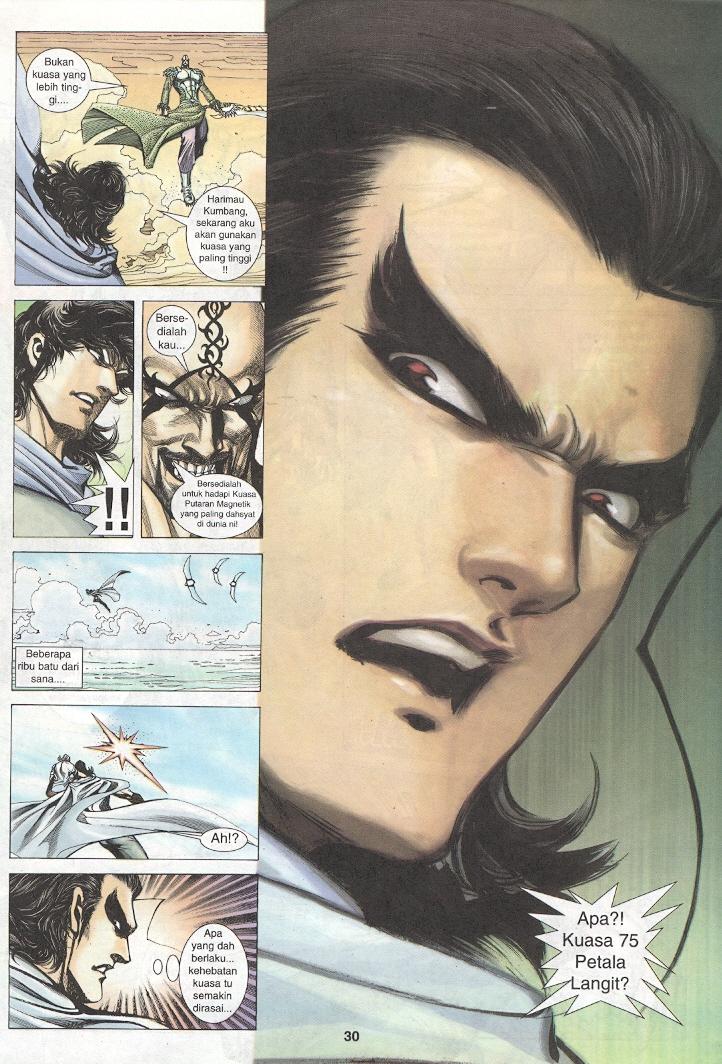 Bukan
kuasa yang
lebih ting-
gi....
Harimau
Kumbang,
sekarang aku
akan gunakan
kuasa yang
paling tinggi
!!
!!
Berse-
dialah
kau...
Bersedialah
untuk hadapi Kuasa
Putaran Magnetik
yang paling dahsyat
di dunia ni!
Beberapa
ribu batu dari
sana....
Ah!?
Apa
yang dah
berlaku...
kehebatan
kuasa tu
semakin
dirasai...
Apa?!
Kuasa 75
Petala
Langit?
30